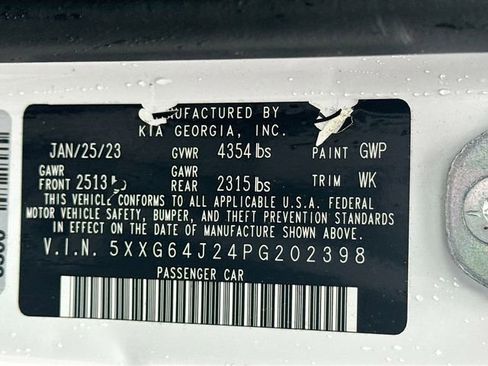 MANUFACTURED BY
KIA GEORGIA, INC.
JAN/25/23 GVWR 4354 lbs PAINT GWP
GAWR FRONT 2513 GAWR REAR 2315 lbs TRIM WK
THIS VEHICLE CONFORMS TO ALL APPLICABLE U.S.A. FEDERAL
MOTOR VEHICLE SAFETY, BUMPER, AND THEFT PREVENTION STANDARDS
IN EFFECT ON THE DATE OF MANUFACTURE SHOWN ABOVE.
V.I.N. 5XXG64J24PG202398
PASSENGER CAR